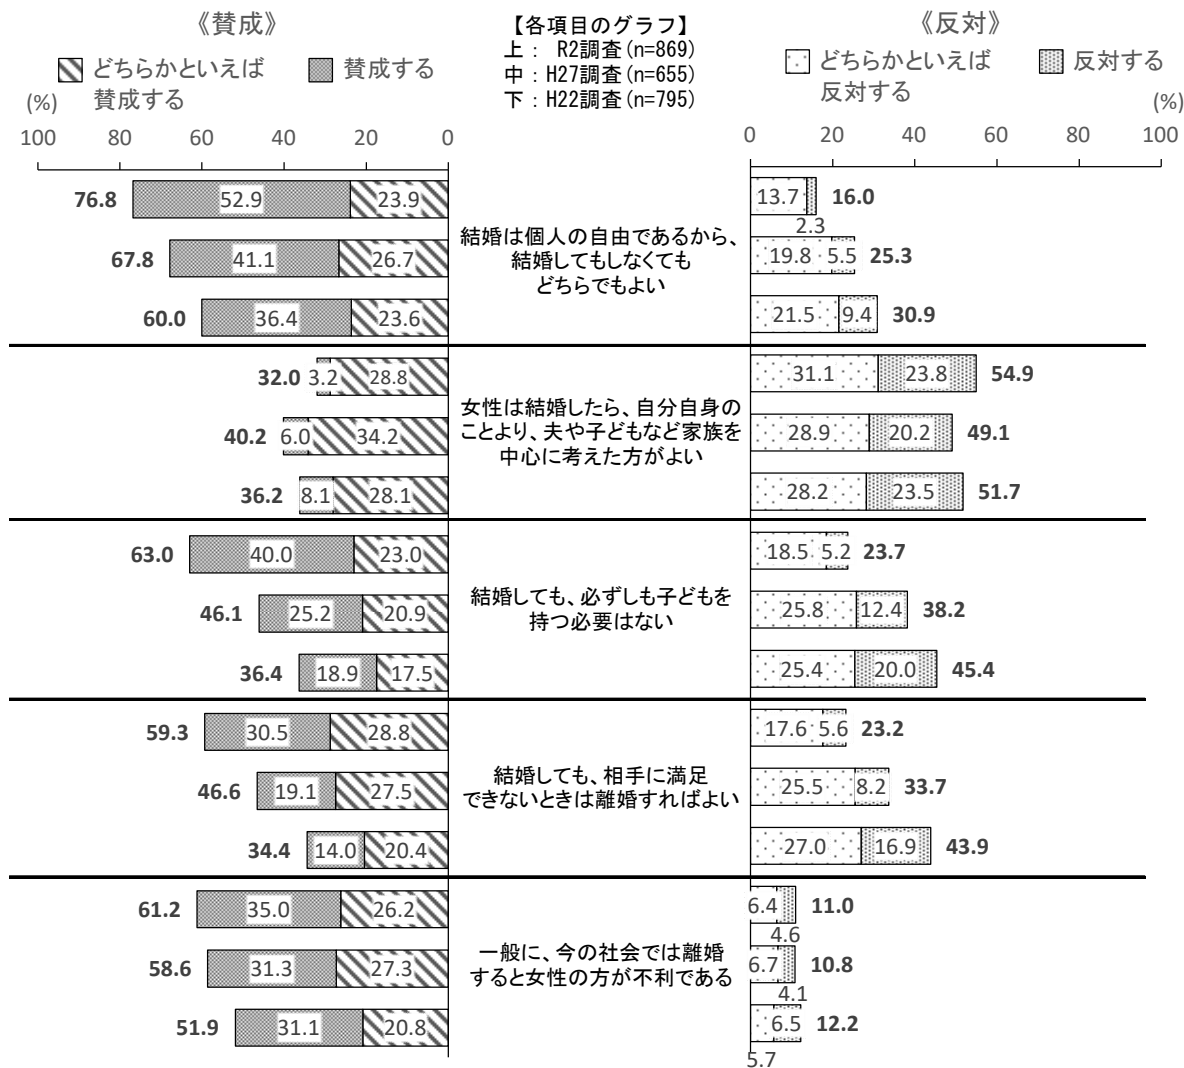 《賛成》
【各項目のグラフ】
《反対》
上： R2調査(n=869)
中：H27調査(n=655)
下：H22調査(n=795)
どちらかといえば
賛成する
賛成する
どちらかといえば
反対する
反対する
(%)
(%)
100 80 60 40 20 0
0 20 40 60 80 100
76.8 52.9 23.9
67.8 41.1 26.7
60.0 36.4 23.6
結婚は個人の自由であるから、
結婚してもしなくても
どちらでもよい
13.7 16.0
2.3
19.8 5.5 25.3
21.5 9.4 30.9
32.0 3.2 28.8
40.2 6.0 34.2
36.2 8.1 28.1
女性は結婚したら、自分自身の
ことより、夫や子どもなど家族を
中心に考えた方がよい
31.1 23.8 54.9
28.9 20.2 49.1
28.2 23.5 51.7
63.0 40.0 23.0
46.1 25.2 20.9
36.4 18.9 17.5
結婚しても、必ずしも子どもを
持つ必要はない
18.5 5.2 23.7
25.8 12.4 38.2
25.4 20.0 45.4
59.3 30.5 28.8
46.6 19.1 27.5
34.4 14.0 20.4
結婚しても、相手に満足
できないときは離婚すればよい
17.6 5.6 23.2
25.5 8.2 33.7
27.0 16.9 43.9
61.2 35.0 26.2
58.6 31.3 27.3
51.9 31.1 20.8
一般に、今の社会では離婚
すると女性の方が不利である
6.4 11.0
4.6
6.7 10.8
4.1
6.5 12.2
5.7